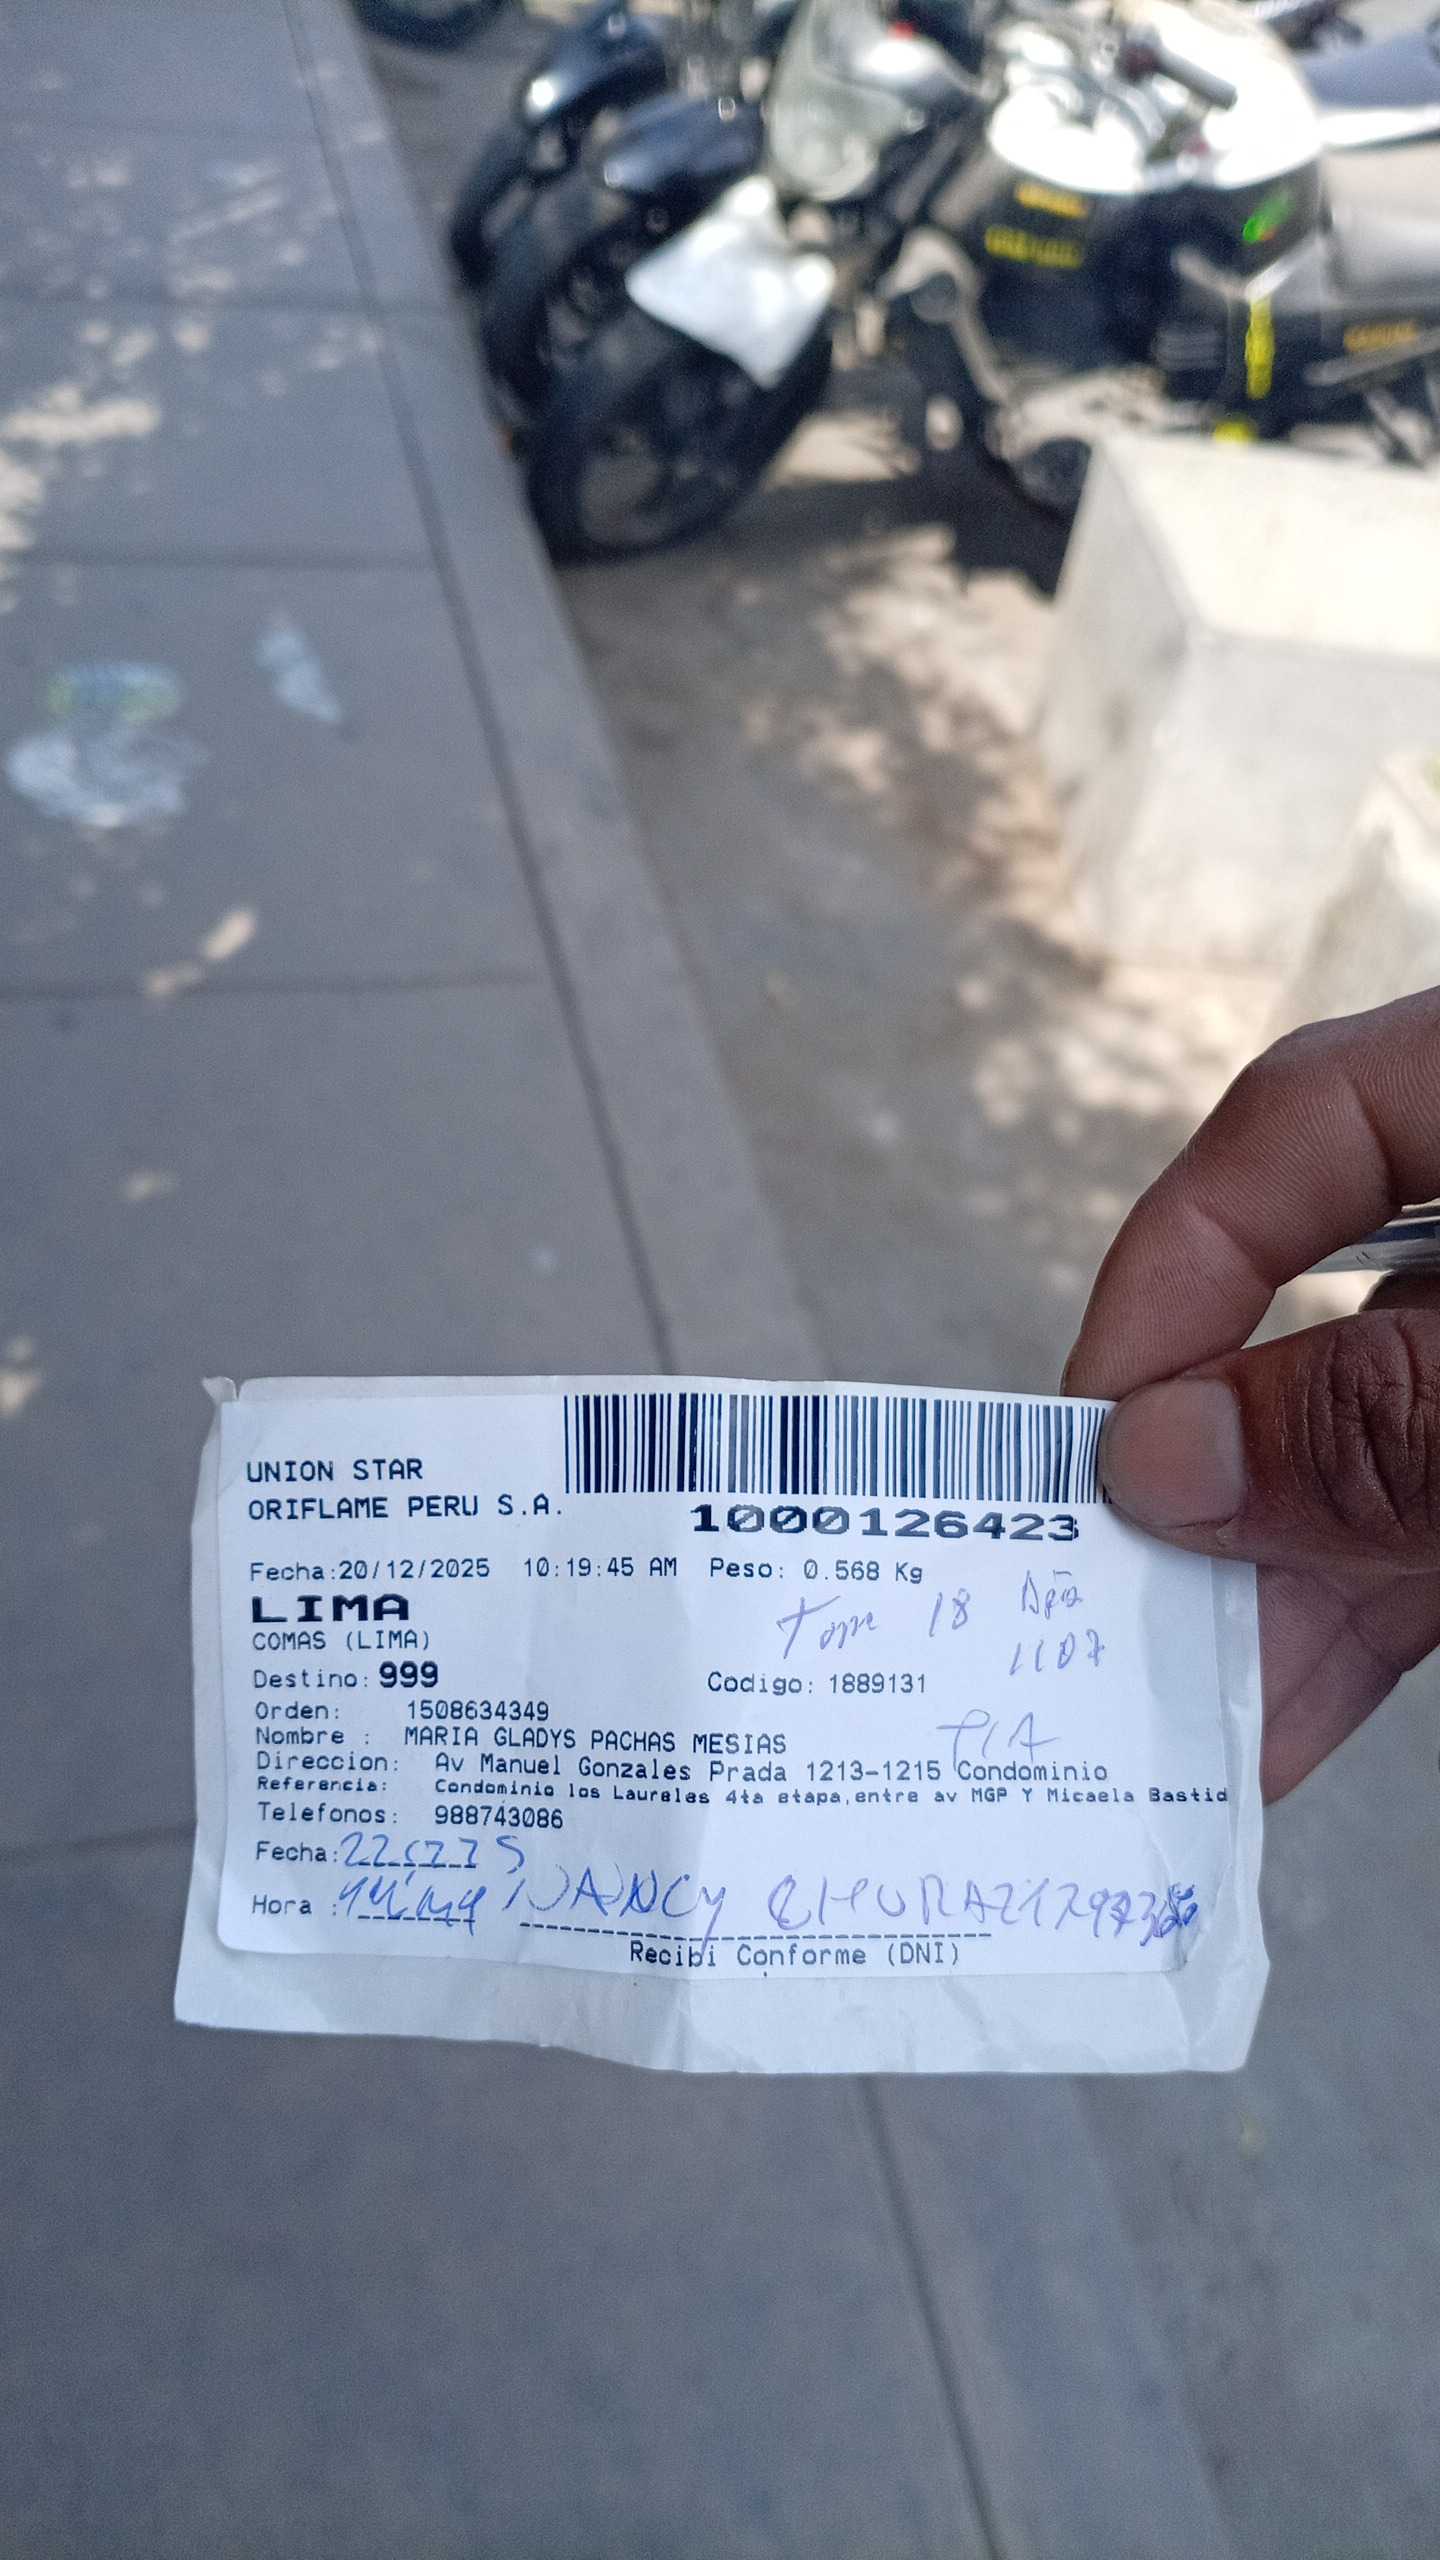 UNION STAR
ORIFLAME PERU S.A.
1000126423
Fecha:20/12/2025 10:19:45 AM Peso: 0.568 Kg
LIMA
COMAS (LIMA)
Torre 18 Dpto
1107
Destino: 999 Codigo: 1889131
Orden: 1508634349
Nombre : MARIA GLADYS PACHAS MESIAS
TIA
Direccion: Av Manuel Gonzales Prada 1213-1215 Condominio
Referencia: Condominio los Laureles 4ta etapa,entre av MGP Y Micaela Bastid
Telefonos: 988743086
Fecha:
Hora : NANCY
Recibi Conforme (DNI)